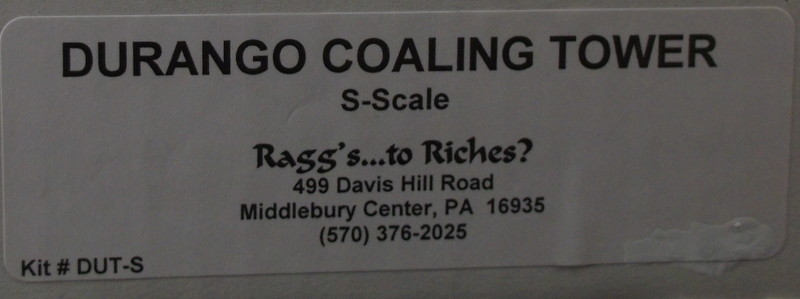 DURANGO COALING TOWER
S-Scale
Ragg's...to Riches?
499 Davis Hill Road
Middlebury Center, PA 16935
(570) 376-2025
Kit # DUT-S